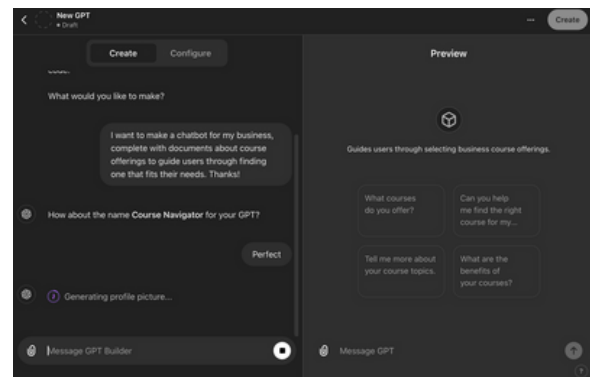 New GPT
• Draft
Create
Create
Configure
Preview
What would you like to make?
I want to make a chatbot for my business,
complete with documents about course
offerings to guide users through finding
one that fits their needs. Thanks!
How about the name Course Navigator for your GPT?
Perfect
Generating profile picture...
Message GPT Builder
Guides users through selecting business course offerings.
What courses
do you offer?
Can you help
me find the right
course for my...
Tell me more about
your course topics.
What are the
benefits of
your courses?
Message GPT
?